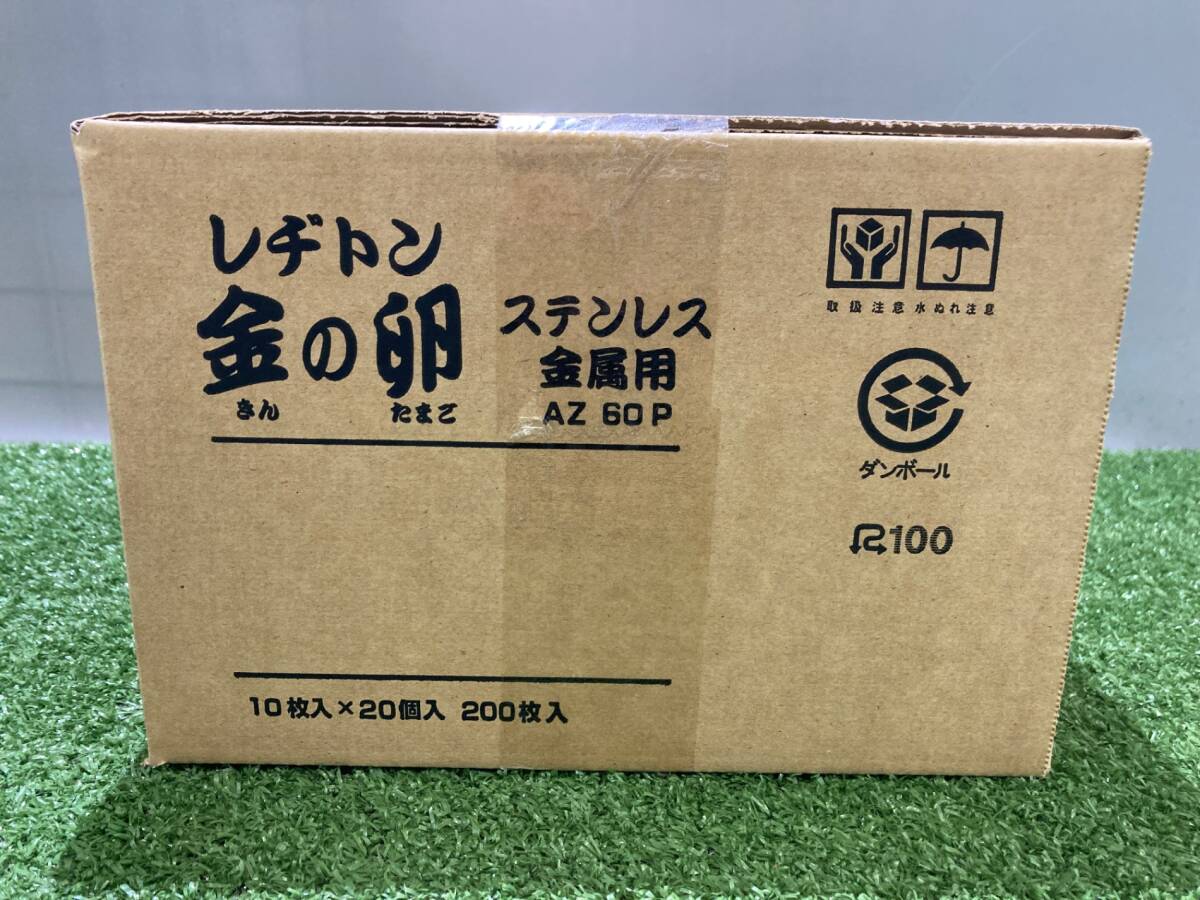 レヂトン
金の卵
きん たまご
ステンレス
金属用
AZ 60P
取扱注意 水ぬれ注意
ダンボール
R100
10枚入×20個入 200枚入